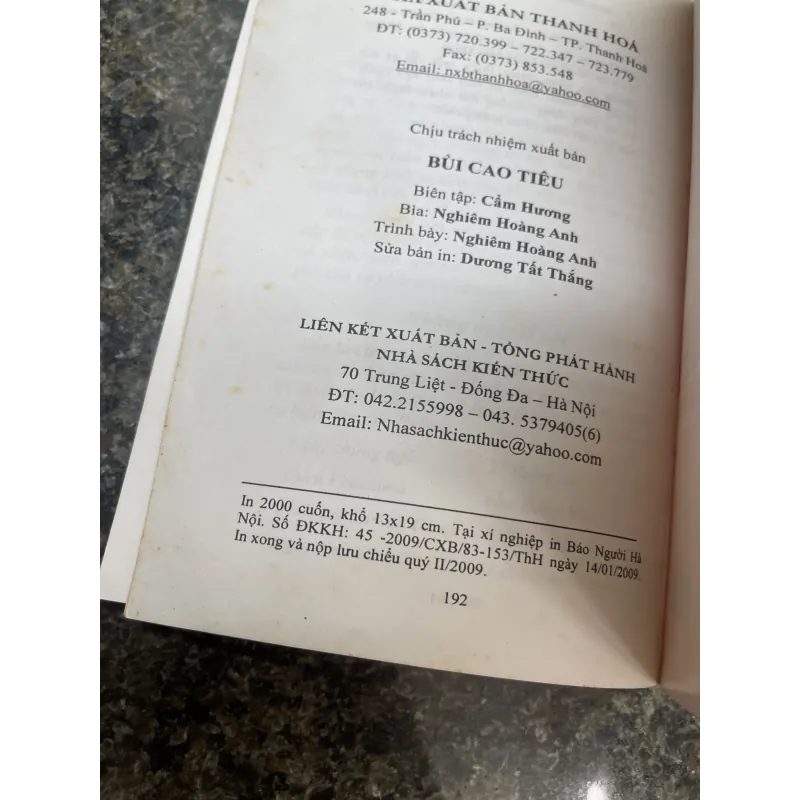 XUẤT BẢN THANH HOÁ
248 - Trần Phú – P. Ba Đình – TP. Thanh Hoá
ĐT: (0373) 720.399 – 722.347 – 723.779
Fax: (0373) 853.548
Email: nxbthanhhoa@yahoo.com
Chịu trách nhiệm xuất bản
BÙI CAO TIÊU
Biên tập: Cẩm Hương
Bìa: Nghiêm Hoàng Anh
Trình bày: Nghiêm Hoàng Anh
Sửa bản in: Dương Tất Thắng
LIÊN KẾT XUẤT BẢN - TỔNG PHÁT HÀNH
NHÀ SÁCH KIẾN THỨC
70 Trung Liệt - Đống Đa – Hà Nội
ĐT: 042.2155998 – 043. 5379405(6)
Email: Nhasachkienthuc@yahoo.com
In 2000 cuốn, khổ 13x19 cm. Tại xí nghiệp in Báo Người Hà
Nội. Số ĐKKH: 45 -2009/CXB/83-153/ThH ngày 14/01/2009.
In xong và nộp lưu chiểu quý II/2009.
192